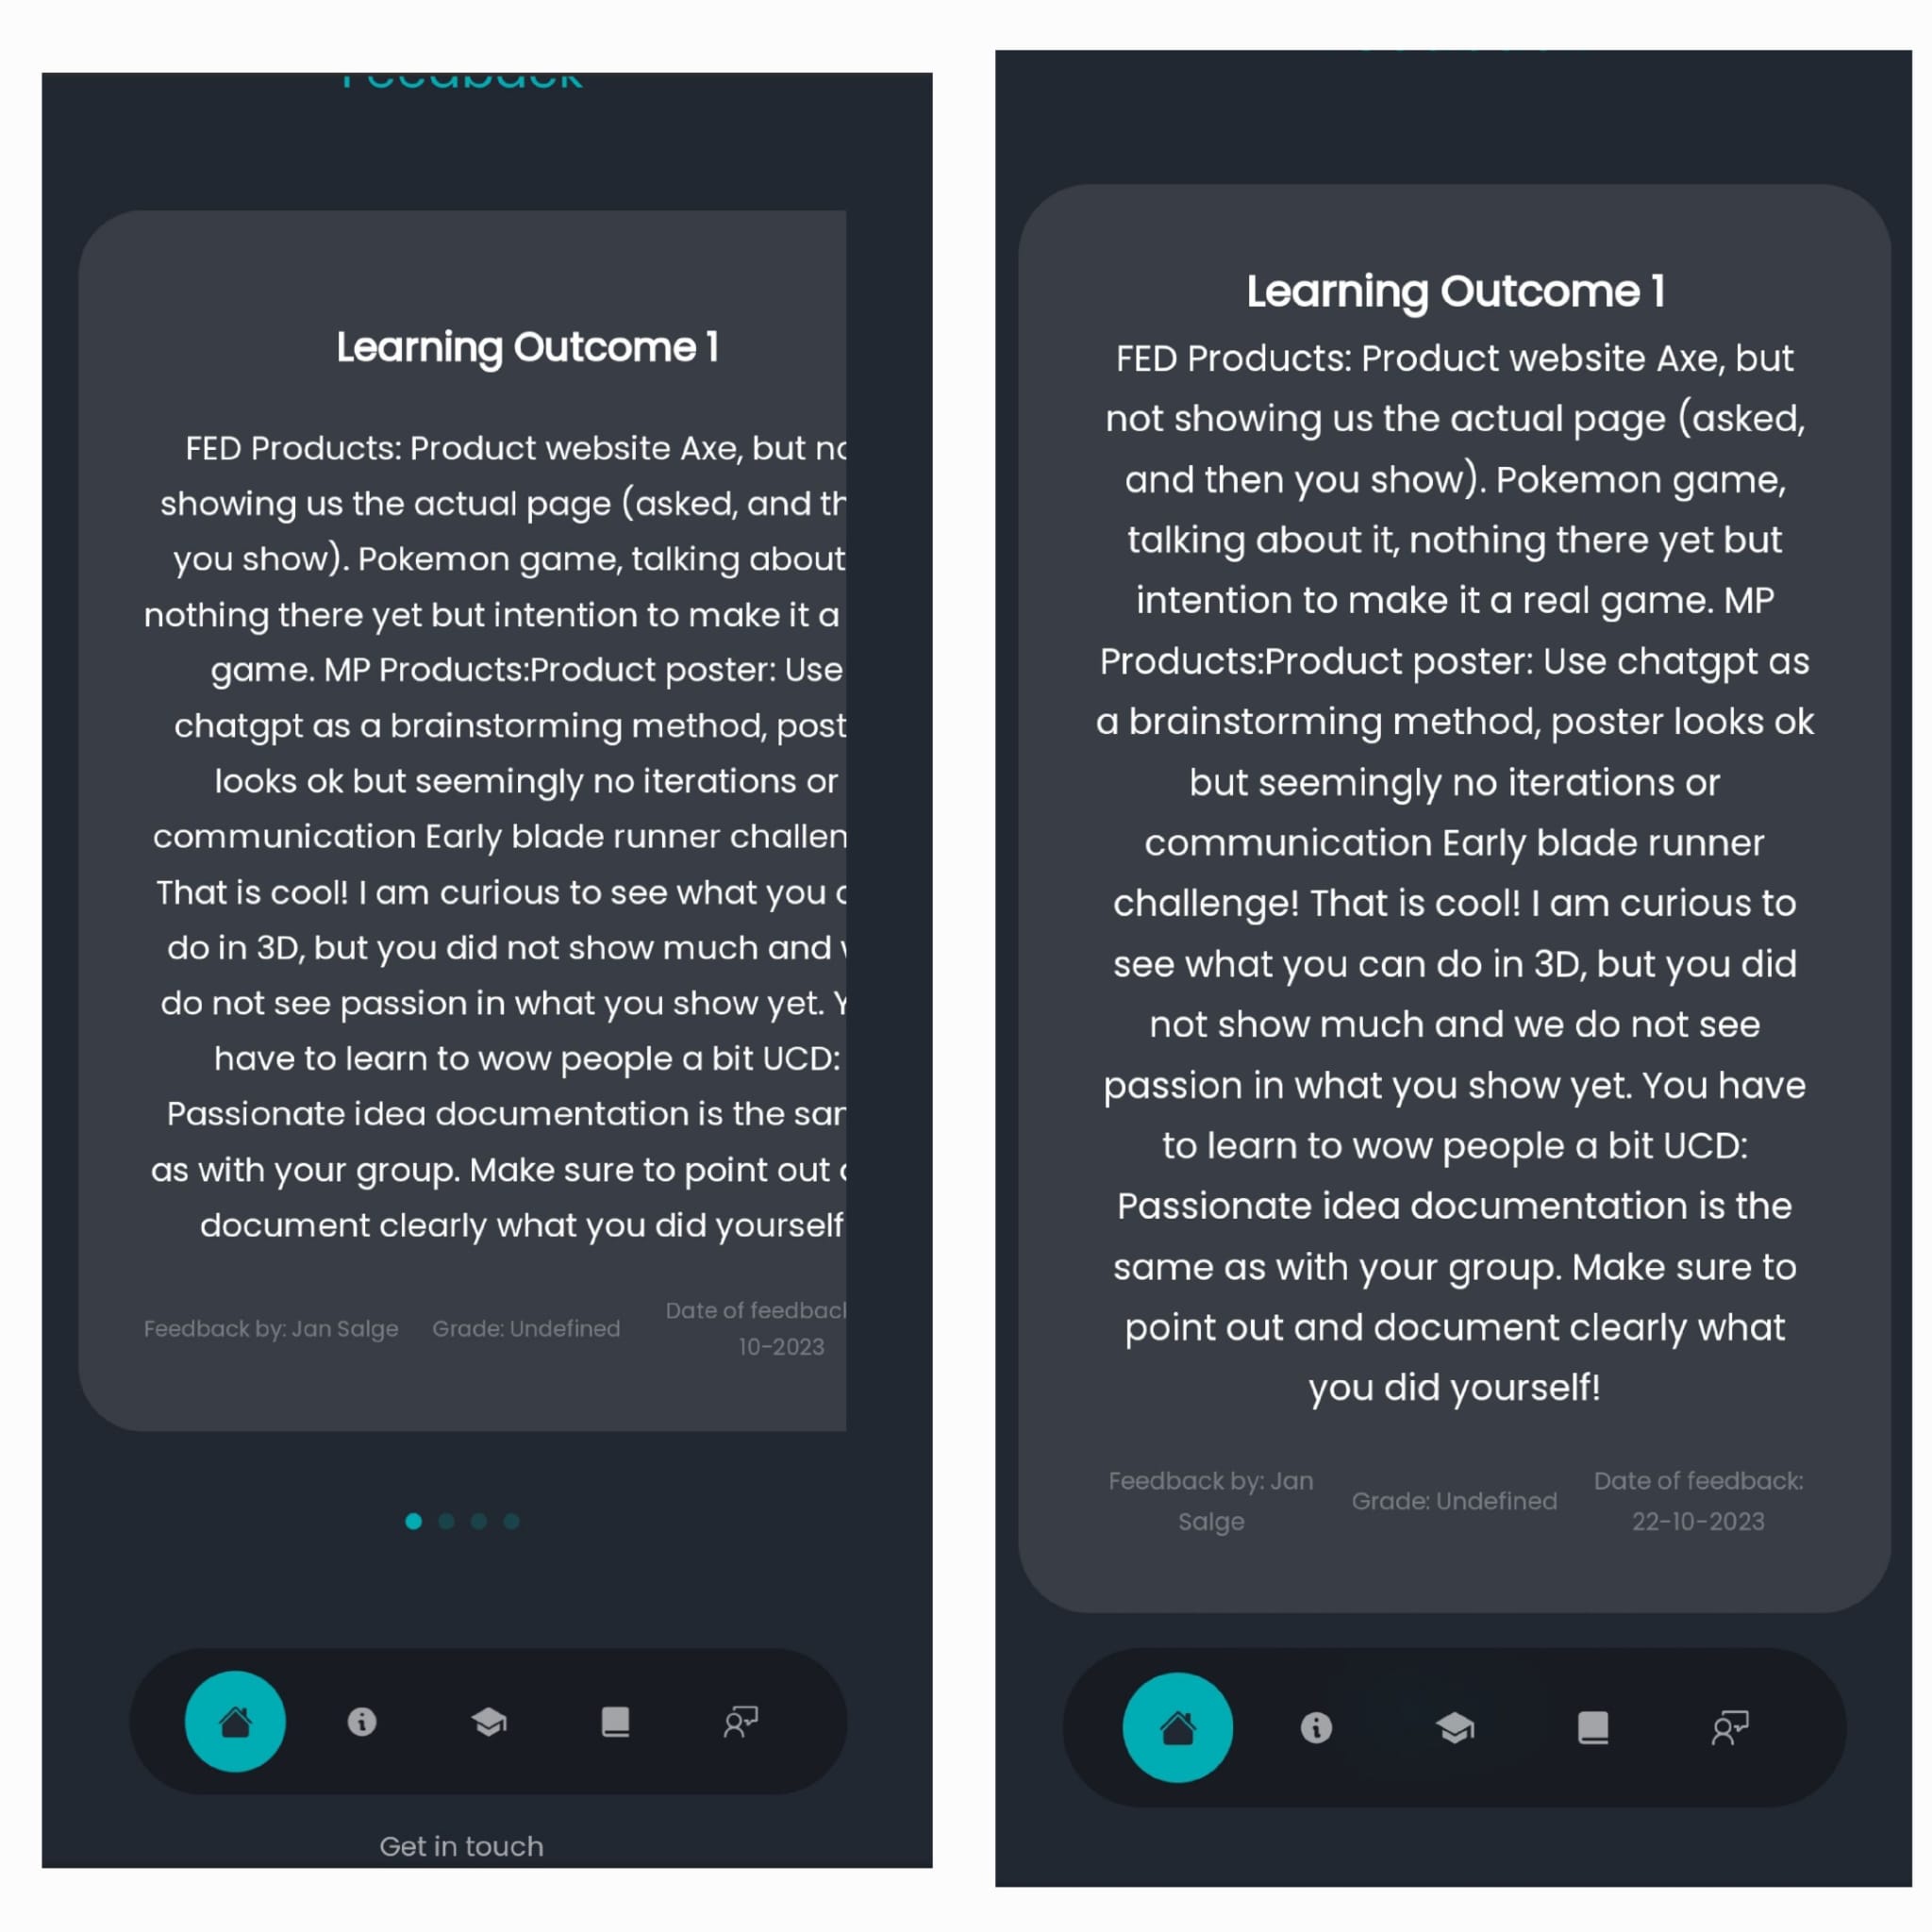 Feedback
Learning Outcome 1
FED Products: Product website Axe, but
showing us the actual page (asked, and
you show). Pokemon game, talking about
nothing there yet but intention to make it a
game. MP Products:Product poster: Use
chatgpt as a brainstorming method,
looks ok but seemingly no iterations or
communication Early blade runner
That is cool! I am curious to see what you
do in 3D, but you did not show much and
do not see passion in what you show yet.
have to learn to wow people a bit UCD:
Passionate idea documentation is the
as with your group. Make sure to point out
document clearly what you did yourself
Feedback by: Jan Salge
Grade: Undefined
Date of
10-2023
Get in touch
Learning Outcome 1
FED Products: Product website Axe, but
not showing us the actual page (asked,
and then you show). Pokemon game,
talking about it, nothing there yet but
intention to make it a real game. MP
Products:Product poster: Use chatgpt as
a brainstorming method, poster looks ok
but seemingly no iterations or
communication Early blade runner
challenge! That is cool! I am curious to
see what you can do in 3D, but you did
not show much and we do not see
passion in what you show yet. You have
to learn to wow people a bit UCD:
Passionate idea documentation is the
same as with your group. Make sure to
point out and document clearly what
you did yourself!
Feedback by: Jan
Salge
Grade: Undefined
Date of feedback:
22-10-2023